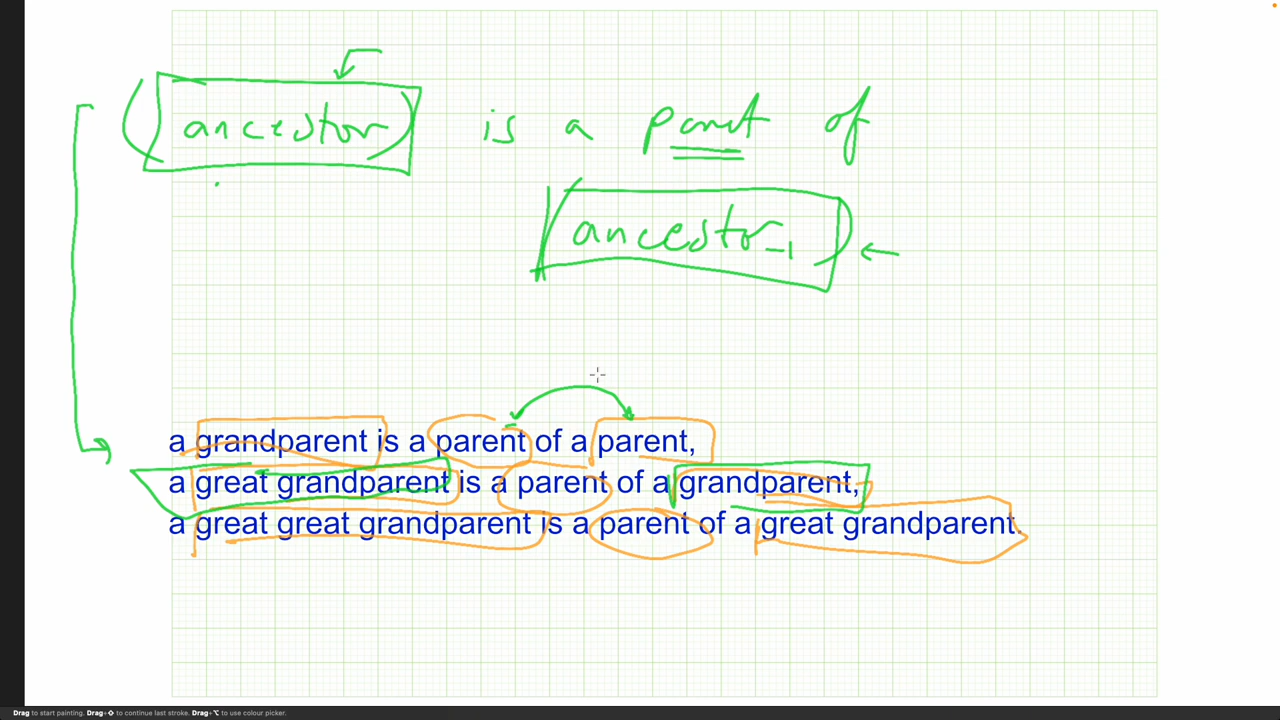 ancestor is a parent of
ancestor-1
a grandparent is a parent of a parent,
a great grandparent is a parent of a grandparent,
a great great grandparent is a parent of a great grandparent.
Drag to start painting. Drag+⇧ to continue last stroke. Drag+⌥ to use colour picker.